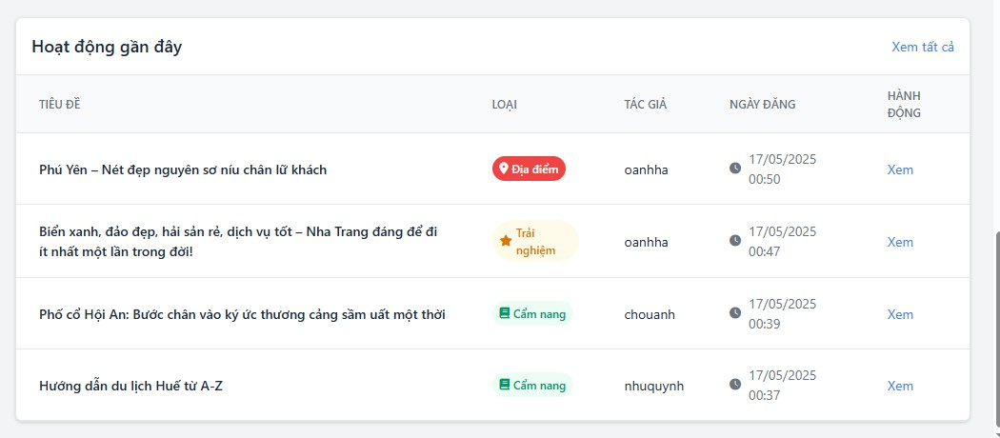 Hoạt động gần đây
Xem tất cả
TIÊU ĐỀ
LOẠI
TÁC GIẢ
NGÀY ĐĂNG
HÀNH
ĐỘNG
Phú Yên – Nét đẹp nguyên sơ níu chân lữ khách
Địa điểm
oanhha
17/05/2025
00:50
Xem
Biển xanh, đảo đẹp, hải sản rẻ, dịch vụ tốt – Nha Trang đáng để đi
ít nhất một lần trong đời!
Trải
nghiệm
oanhha
17/05/2025
00:47
Xem
Phố cổ Hội An: Bước chân vào ký ức thương cảng sầm uất một thời
Cẩm nang
chouanh
17/05/2025
00:39
Xem
Hướng dẫn du lịch Huế từ A-Z
Cẩm nang
nhuquynh
17/05/2025
00:37
Xem